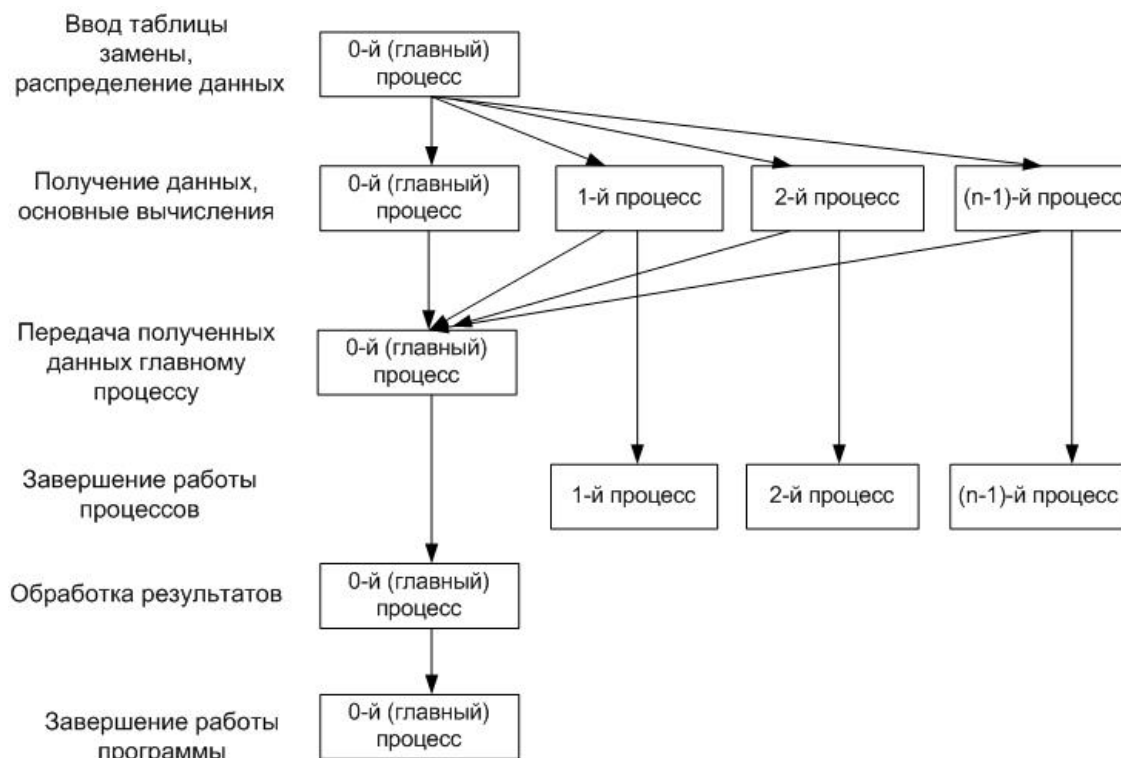 Ввод таблицы
замены,
распределение данных
0-й (главный)
процесс
Получение данных,
основные вычисления
0-й (главный)
процесс
1-й процесс
2-й процесс
(n-1)-й процесс
Передача полученных
данных главному
процессу
0-й (главный)
процесс
Завершение работы
процессов
1-й процесс
2-й процесс
(n-1)-й процесс
Обработка результатов
0-й (главный)
процесс
Завершение работы
программы
0-й (главный)
процесс